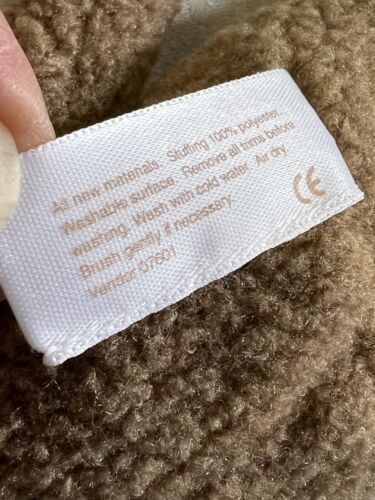 All new materials. Stuffing 100% polyester.
Washable surface. Remove all trims before
washing. Wash with cold water. Air dry.
Brush gently if necessary.
Vendor 07601
CE